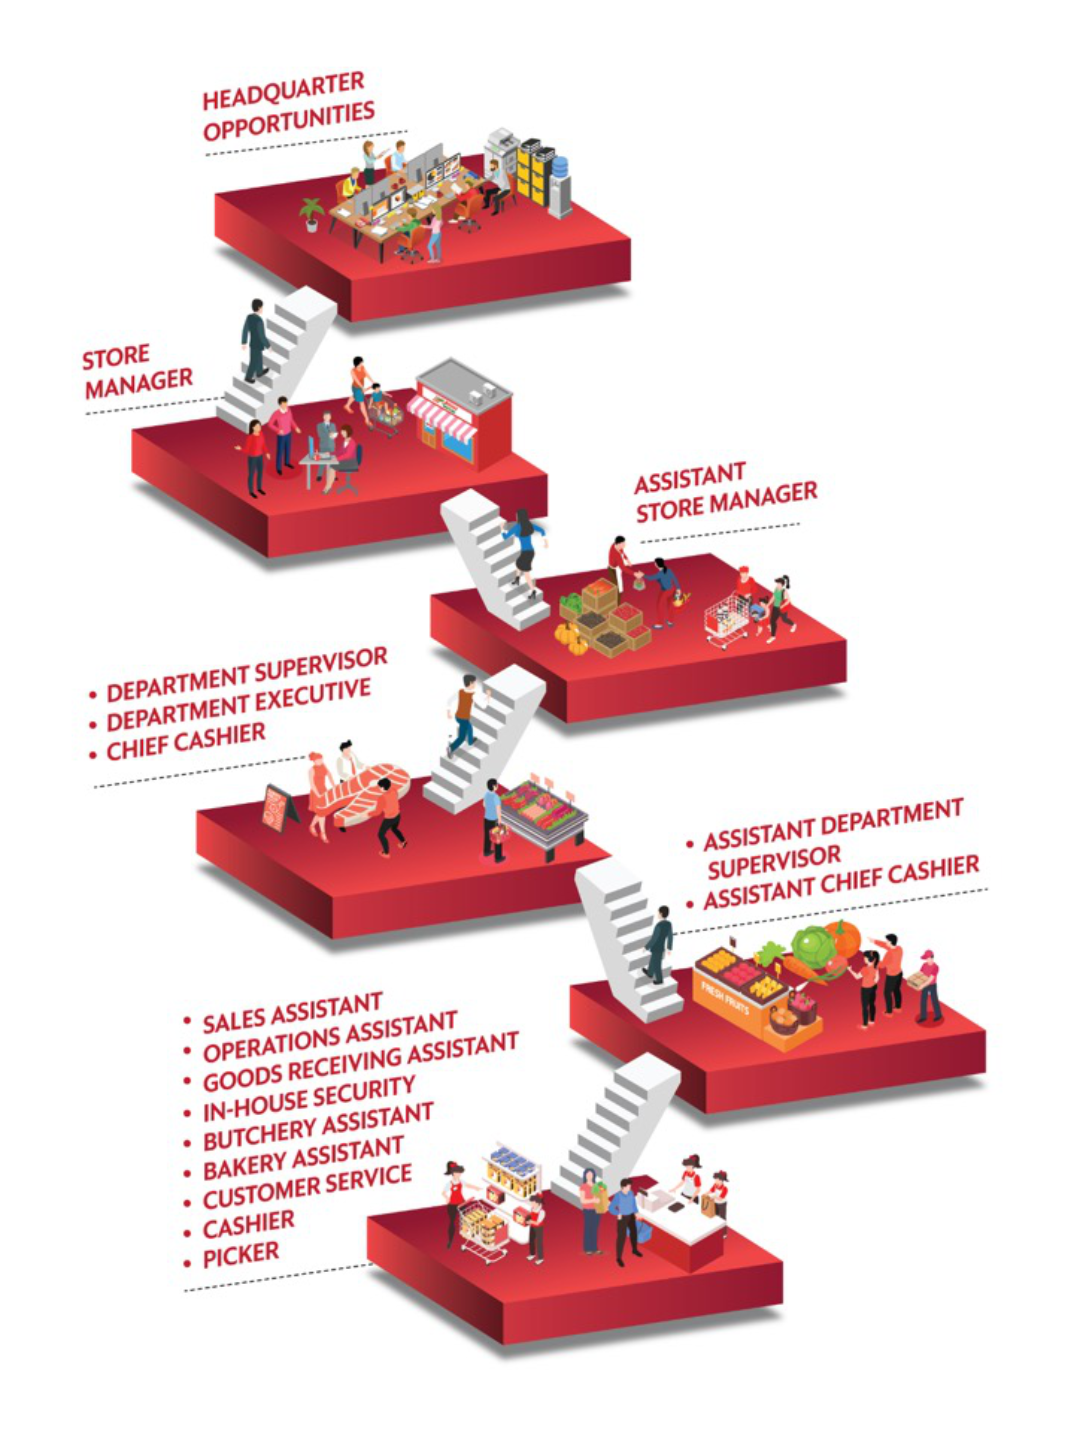 HEADQUARTER
OPPORTUNITIES
STORE
MANAGER
ASSISTANT
STORE MANAGER
• DEPARTMENT SUPERVISOR
• DEPARTMENT EXECUTIVE
• CHIEF CASHIER
• ASSISTANT DEPARTMENT
SUPERVISOR
• ASSISTANT CHIEF CASHIER
FRESH FRUITS
• SALES ASSISTANT
• OPERATIONS ASSISTANT
• GOODS RECEIVING ASSISTANT
• IN-HOUSE SECURITY
• BUTCHERY ASSISTANT
• BAKERY ASSISTANT
• CUSTOMER SERVICE
• CASHIER
• PICKER